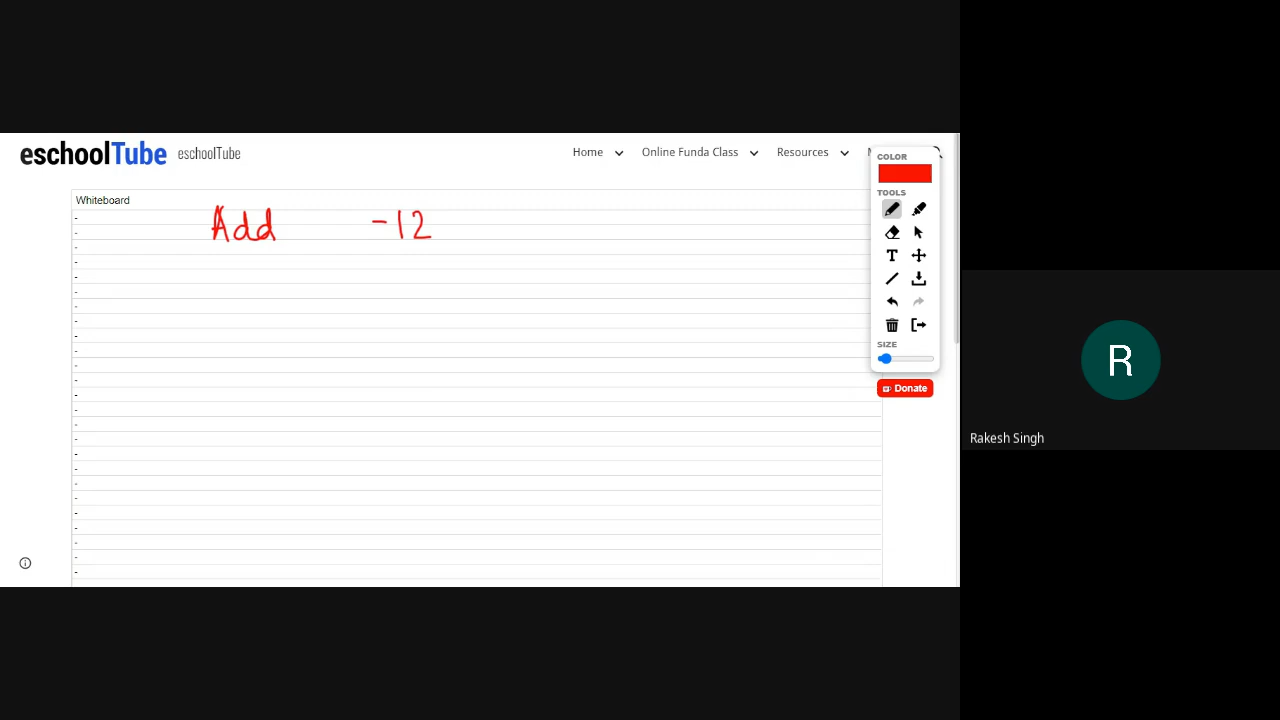 eschoolTube eschoolTube Home Online Funda Class Resources
COLOR
Whiteboard
TOOLS
Add -12
T
SIZE
Donate
R
Rakesh Singh